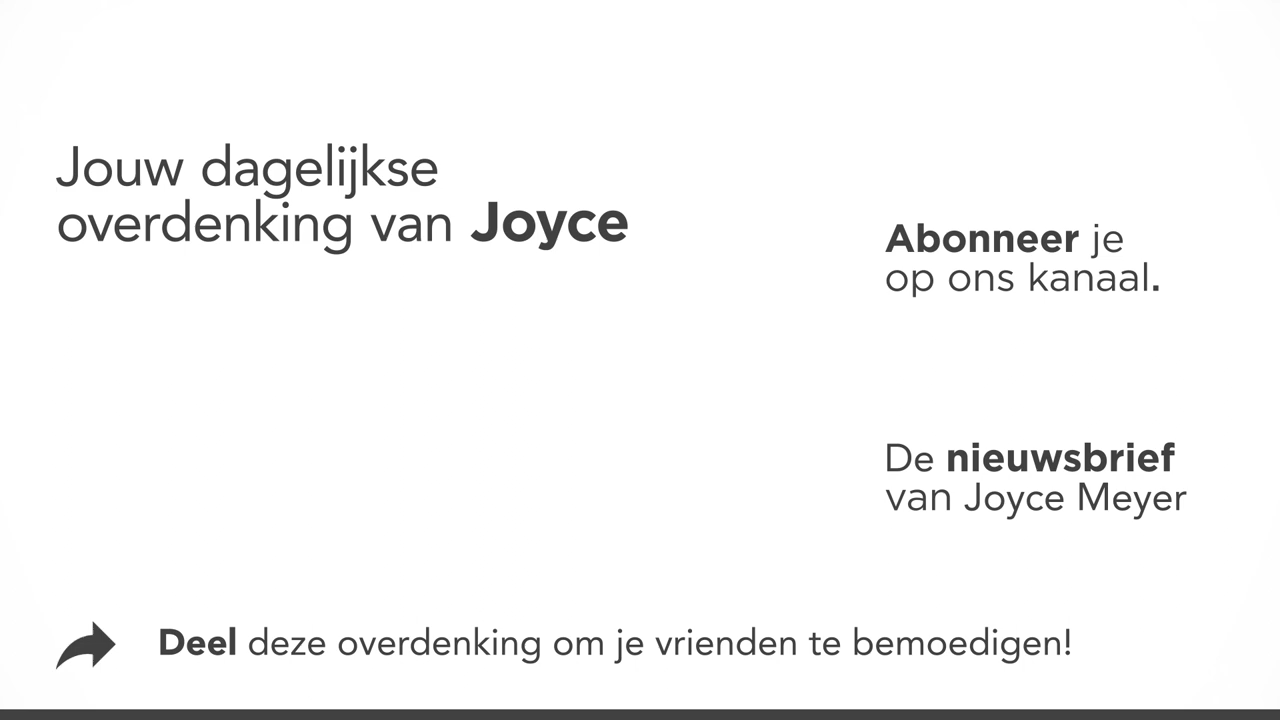 Jouw dagelijkse
overdenking van Joyce
Abonneer je
op ons kanaal.
De nieuwsbrief
van Joyce Meyer
Deel deze overdenking om je vrienden te bemoedigen!